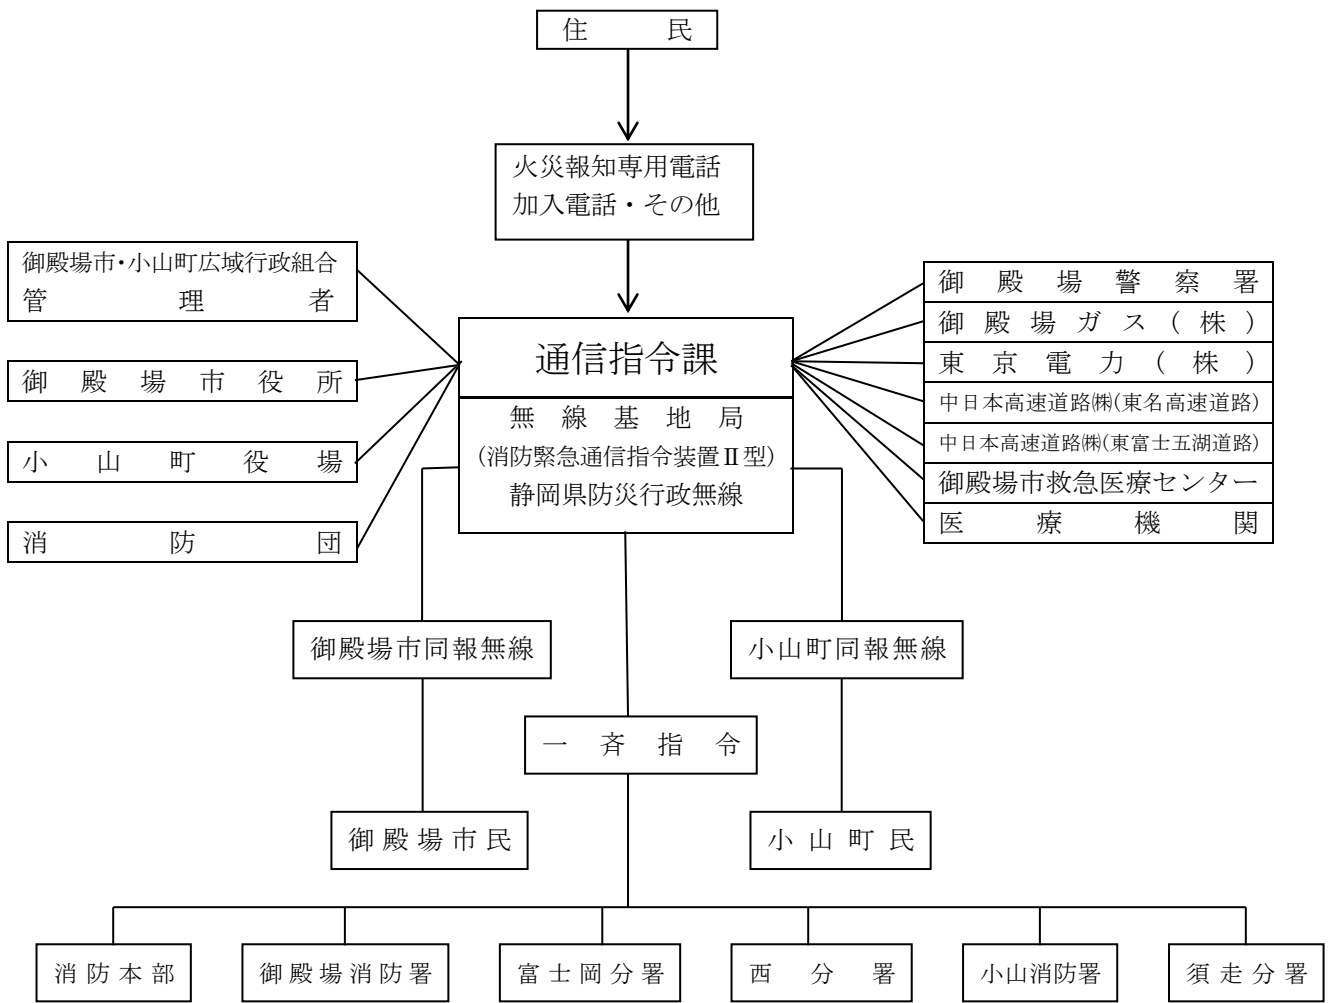 住民
火災報知専用電話
加入電話・その他
御殿場市・小山町広域行政組合
管理者
御殿場市役所
小山町役場
消防団
通信指令課
無線基地局
(消防緊急通信指令装置Ⅱ型)
静岡県防災行政無線
御殿場警察署
御殿場ガス(株)
東京電力(株)
中日本高速道路㈱(東名高速道路)
中日本高速道路㈱(東富士五湖道路)
御殿場市救急医療センター
医療機関
御殿場市同報無線
小山町同報無線
一斉指令
御殿場市民
小山町民
消防本部
御殿場消防署
富士岡分署
西分署
小山消防署
須走分署